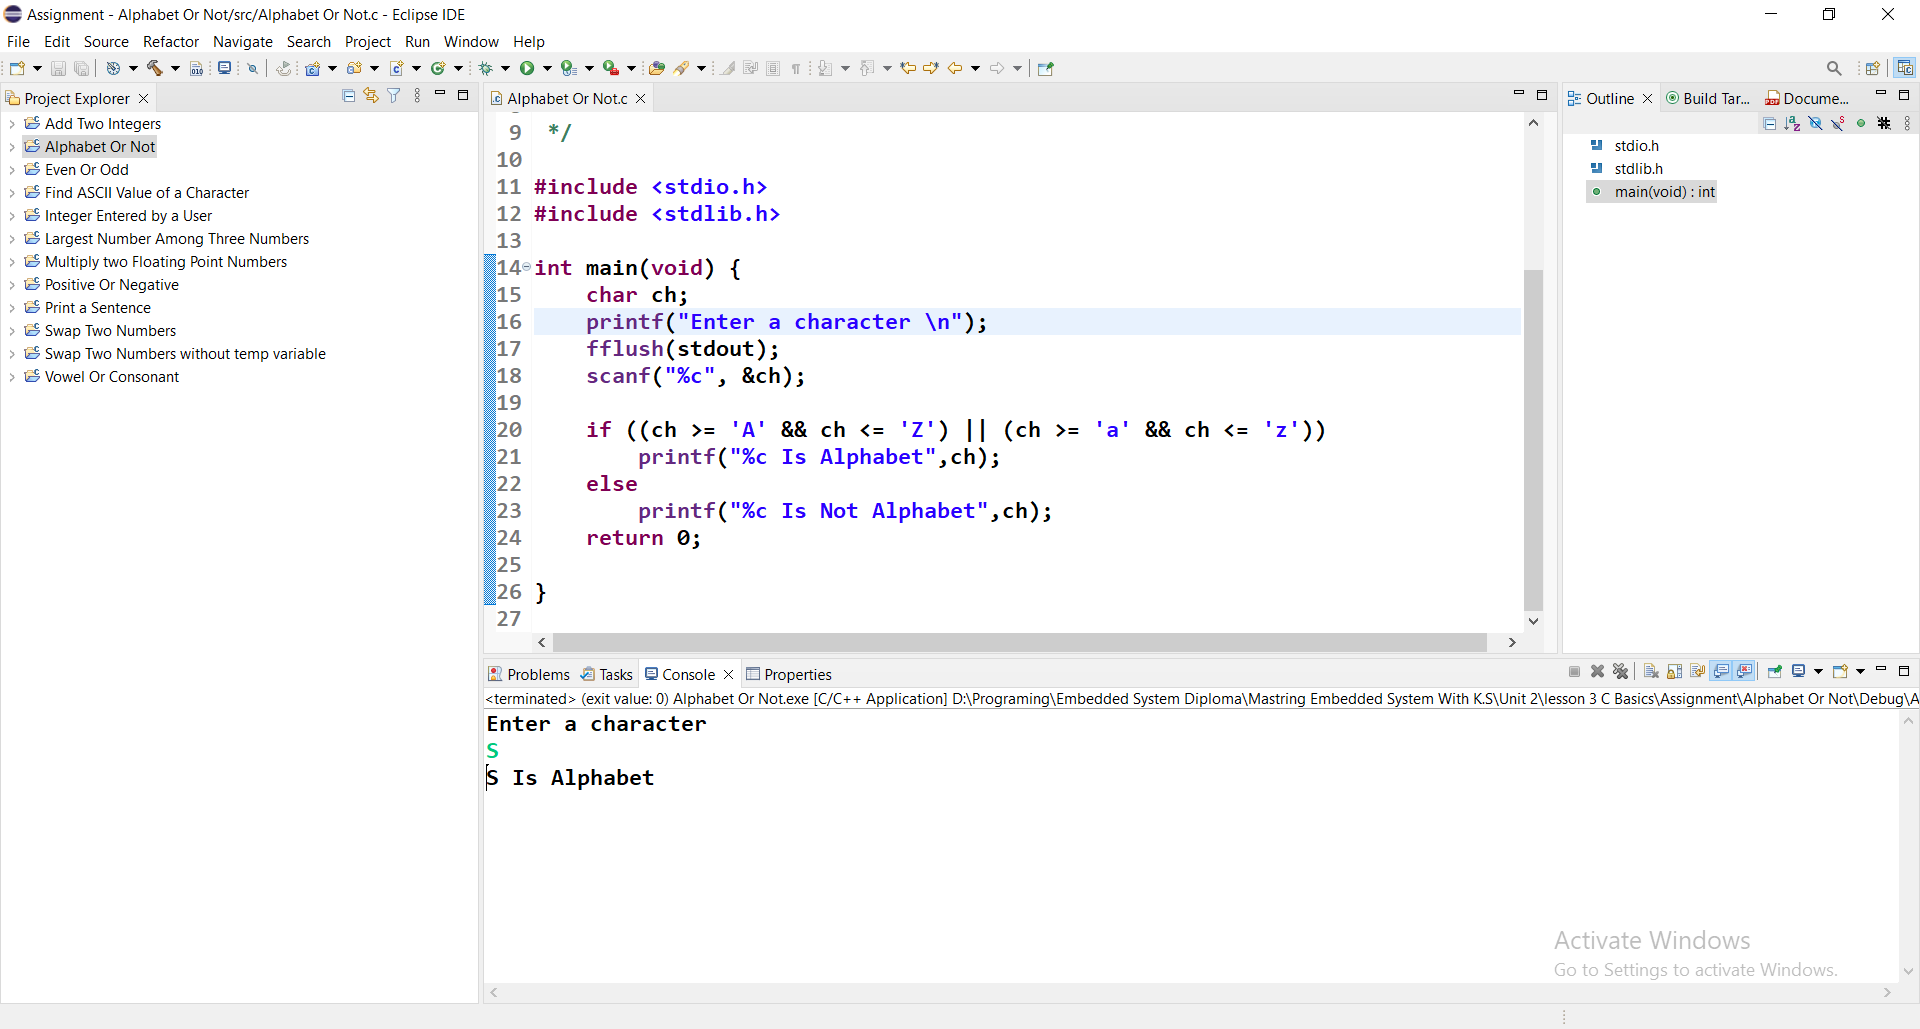 Assignment - Alphabet Or Not/src/Alphabet Or Not.c - Eclipse IDE
File Edit Source Refactor Navigate Search Project Run Window Help
Project Explorer
Add Two Integers
Alphabet Or Not
Even Or Odd
Find ASCII Value of a Character
Integer Entered by a User
Largest Number Among Three Numbers
Multiply two Floating Point Numbers
Positive Or Negative
Print a Sentence
Swap Two Numbers
Swap Two Numbers without temp variable
Vowel Or Consonant
Alphabet Or Not.c
9 */
10
11 #include <stdio.h>
12 #include <stdlib.h>
13
14 int main(void) {
15 char ch;
16 printf("Enter a character \n");
17 fflush(stdout);
18 scanf("%c", &ch);
19
20 if ((ch >= 'A' && ch <= 'Z') || (ch >= 'a' && ch <= 'z'))
21 printf("%c Is Alphabet",ch);
22 else
23 printf("%c Is Not Alphabet",ch);
24 return 0;
25
26 }
27
Outline Build Tar... Docume...
stdio.h
stdlib.h
main(void) : int
Problems Tasks Console Properties
<terminated> (exit value: 0) Alphabet Or Not.exe [C/C++ Application] D:\Programing\Embedded System Diploma\Mastring Embedded System With K.S\Unit 2\lesson 3 C Basics\Assignment\Alphabet Or Not\Debug\A
Enter a character
S
S Is Alphabet
Activate Windows
Go to Settings to activate Windows.